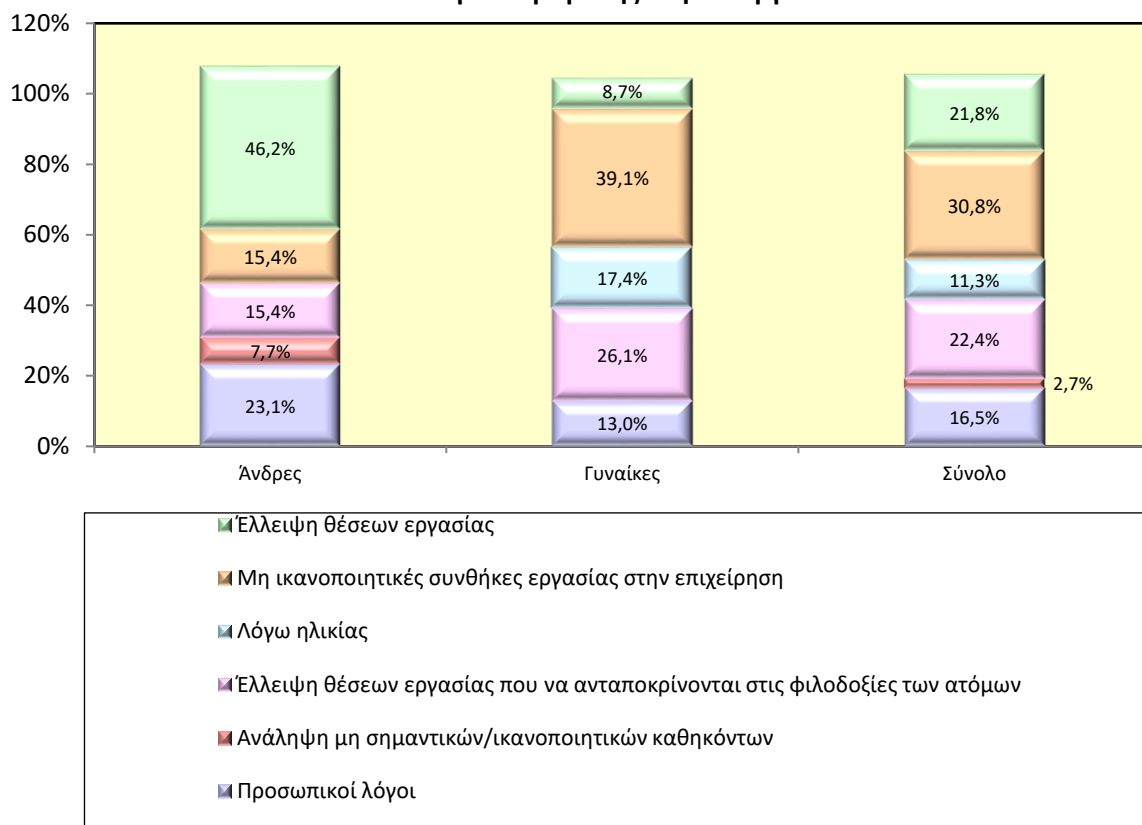 120%
100%
80%
60%
40%
20%
0%
46,2%
15,4%
15,4%
7,7%
23,1%
8,7%
39,1%
17,4%
26,1%
13,0%
21,8%
30,8%
11,3%
22,4%
2,7%
16,5%
Άνδρες
Γυναίκες
Σύνολο
Έλλειψη θέσεων εργασίας
Μη ικανοποιητικές συνθήκες εργασίας στην επιχείρηση
Λόγω ηλικίας
Έλλειψη θέσεων εργασίας που να ανταποκρίνονται στις φιλοδοξίες των ατόμων
Ανάληψη μη σημαντικών/ικανοποιητικών καθηκόντων
Προσωπικοί λόγοι